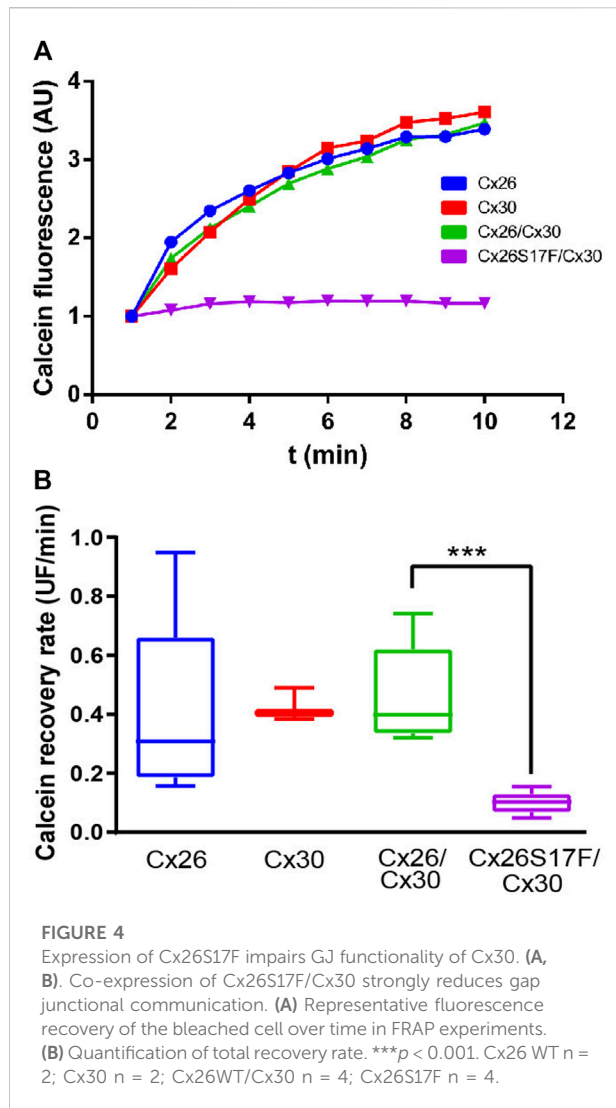 A
Calcein fluorescence (AU)
4
3
2
1
0
0 2 4 6 8 10 12
t (min)
Cx26
Cx30
Cx26/Cx30
Cx26S17F/Cx30
B
Calcein recovery rate (UF/min)
1.0
0.8
0.6
0.4
0.2
0.0
***
Cx26
Cx30
Cx26/
Cx30
Cx26S17F/
Cx30
FIGURE 4
Expression of Cx26S17F impairs GJ functionality of Cx30. (A,
B). Co-expression of Cx26S17F/Cx30 strongly reduces gap
junctional communication. (A) Representative fluorescence
recovery of the bleached cell over time in FRAP experiments.
(B) Quantification of total recovery rate. ***p < 0.001. Cx26 WT n =
2; Cx30 n = 2; Cx26WT/Cx30 n = 4; Cx26S17F n = 4.